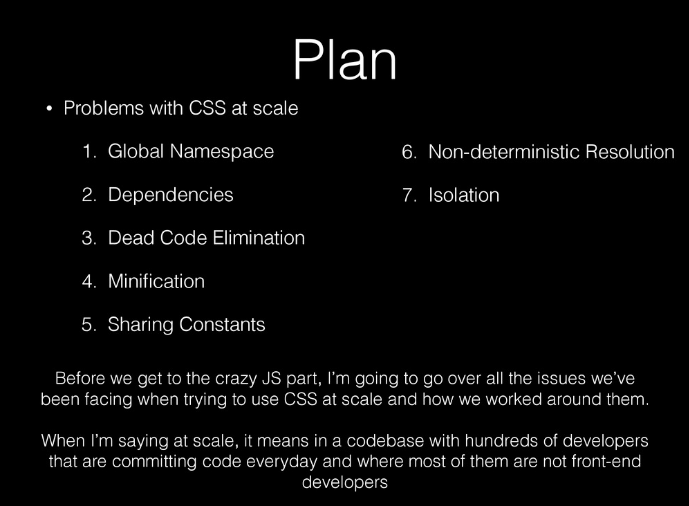 Plan
• Problems with CSS at scale
1. Global Namespace
2. Dependencies
3. Dead Code Elimination
4. Minification
5. Sharing Constants
6. Non-deterministic Resolution
7. Isolation
Before we get to the crazy JS part, I'm going to go over all the issues we've
been facing when trying to use CSS at scale and how we worked around them.
When I'm saying at scale, it means in a codebase with hundreds of developers
that are committing code everyday and where most of them are not front-end
developers